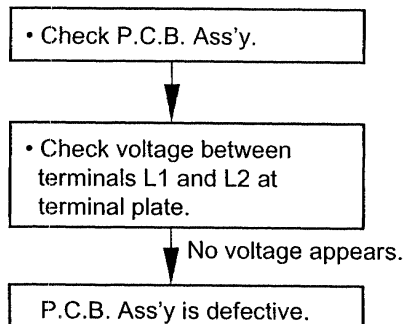 • Check P.C.B. Ass'y.
• Check voltage between
terminals L1 and L2 at
terminal plate.
No voltage appears.
P.C.B. Ass'y is defective.